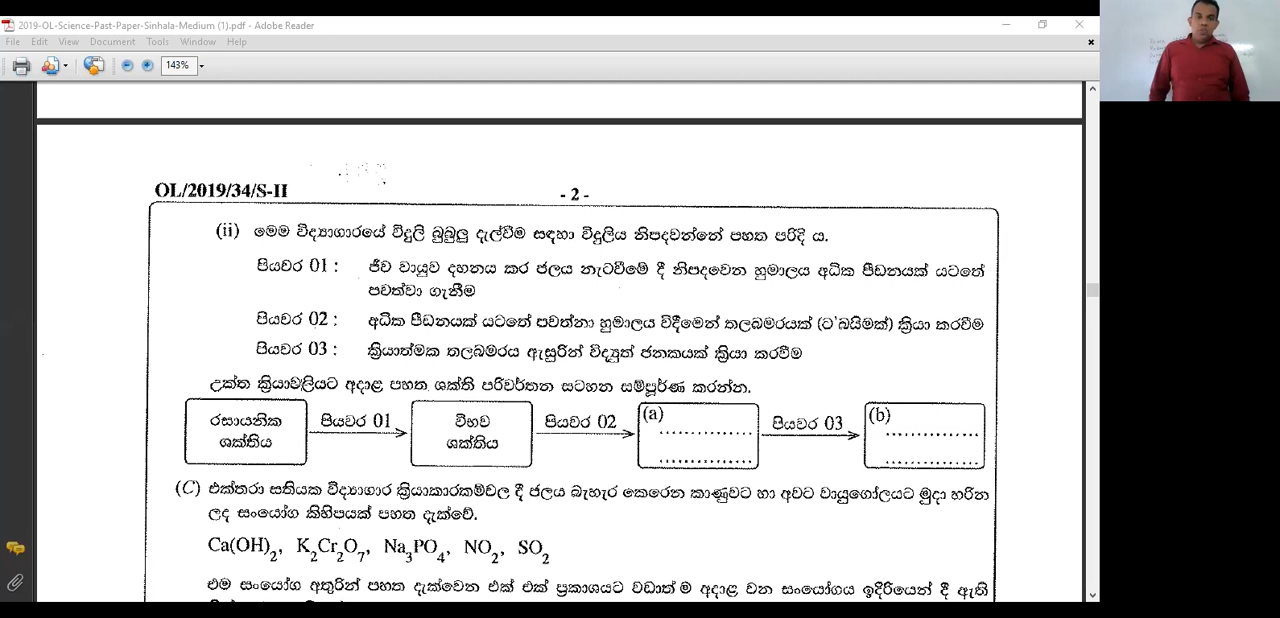 2019-OL-Science-Past-Paper-Sinhala-Medium (1).pdf - Adobe Reader
File Edit View Document Tools Window Help
143%
OL/2019/34/S-II
- 2 -
(ii) මෙම විද්‍යාගාරයේ විදුලි බුබුලු දැල්වීම සඳහා විදුලිය නිපදවන්නේ පහත පරිදි ය.
පියවර 01 : ජීව වායුව දහනය කර ජලය නැටවීමේ දී නිපදවෙන හුමාලය අධික පීඩනයක් යටතේ
පවත්වා ගැනීම
පියවර 02 : අධික පීඩනයක් යටතේ පවත්නා හුමාලය විදීමෙන් තලබමරයක් (ට'බයිමක්) ක්‍රියා කරවීම
පියවර 03 : ක්‍රියාත්මක තලබමරය ඇසුරින් විද්‍යුත් ජනකයක් ක්‍රියා කරවීම
උක්ත ක්‍රියාවලියට අදාළ පහත ශක්ති පරිවර්තන සටහන සම්පූර්ණ කරන්න.
රසායනික
ශක්තිය
පියවර 01
විභව
ශක්තිය
පියවර 02
(a) ..............
..............
පියවර 03
(b) ..............
..............
(C) එක්තරා සතියක විද්‍යාගාර ක්‍රියාකාරකම්වල දී ජලය බැහැර කෙරෙන කාණුවට හා අවට වායුගෝලයට මුදා හරින
ලද සංයෝග කිහිපයක් පහත දැක්වේ.
Ca(OH)₂, K₂Cr₂O₇, Na₃PO₄, NO₂, SO₂
එම සංයෝග අතුරින් පහත දැක්වෙන එක් එක් ප්‍රකාශයට වඩාත් ම අදාළ වන සංයෝගය ඉදිරියෙන් දී ඇති